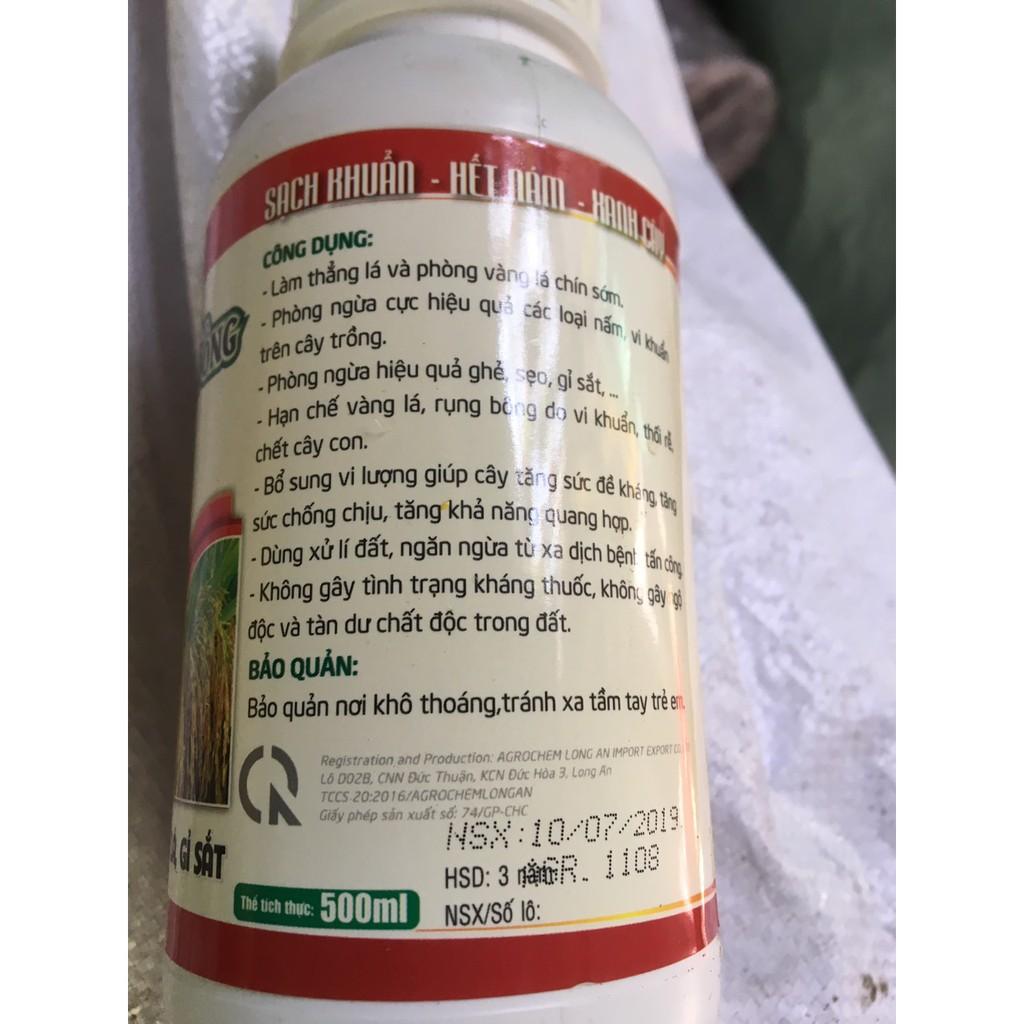 SẠCH KHUẨN - HẾT NÁM - XANH CÂY
CÔNG DỤNG:
- Làm thẳng lá và phòng vàng lá chín sớm.
- Phòng ngừa cực hiệu quả các loại nấm, vi khuẩn
trên cây trồng.
- Phòng ngừa hiệu quả ghẻ, sẹo, gỉ sắt, ...
- Hạn chế vàng lá, rụng bông do vi khuẩn, thối rễ,
chết cây con.
- Bổ sung vi lượng giúp cây tăng sức đề kháng, tăng
sức chống chịu, tăng khả năng quang hợp.
- Dùng xử lí đất, ngăn ngừa từ xa dịch bệnh tấn công.
- Không gây tình trạng kháng thuốc, không gây ngộ
độc và tàn dư chất độc trong đất.
BẢO QUẢN:
Bảo quản nơi khô thoáng,tránh xa tầm tay trẻ em.
Registration and Production: AGROCHEM LONG AN IMPORT EXPORT CO.
Lô D02B, CNN Đức Thuận, KCN Đức Hòa 3, Long An
TCCS 20:2016/AGROCHEMLONGAN
Giấy phép sản xuất số: 74/GP-CHC
NSX: 10/07/2019
HSD: 3 năm AGR. 1108
NSX/Số lô:
Thể tích thực: 500ml
GỈ SẮT